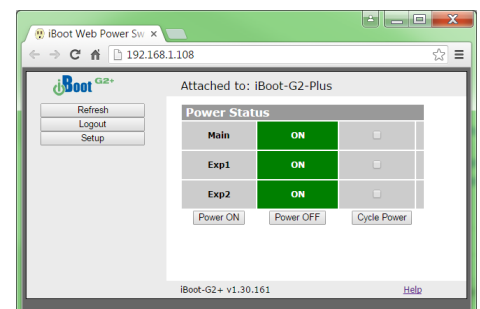 iBoot Web Power Sw
192.168.1.108
iBoot G2+
Attached to: iBoot-G2-Plus
Refresh
Logout
Setup
Power Status
Main ON
Exp1 ON
Exp2 ON
Power ON Power OFF Cycle Power
iBoot-G2+ v1.30.161 Help